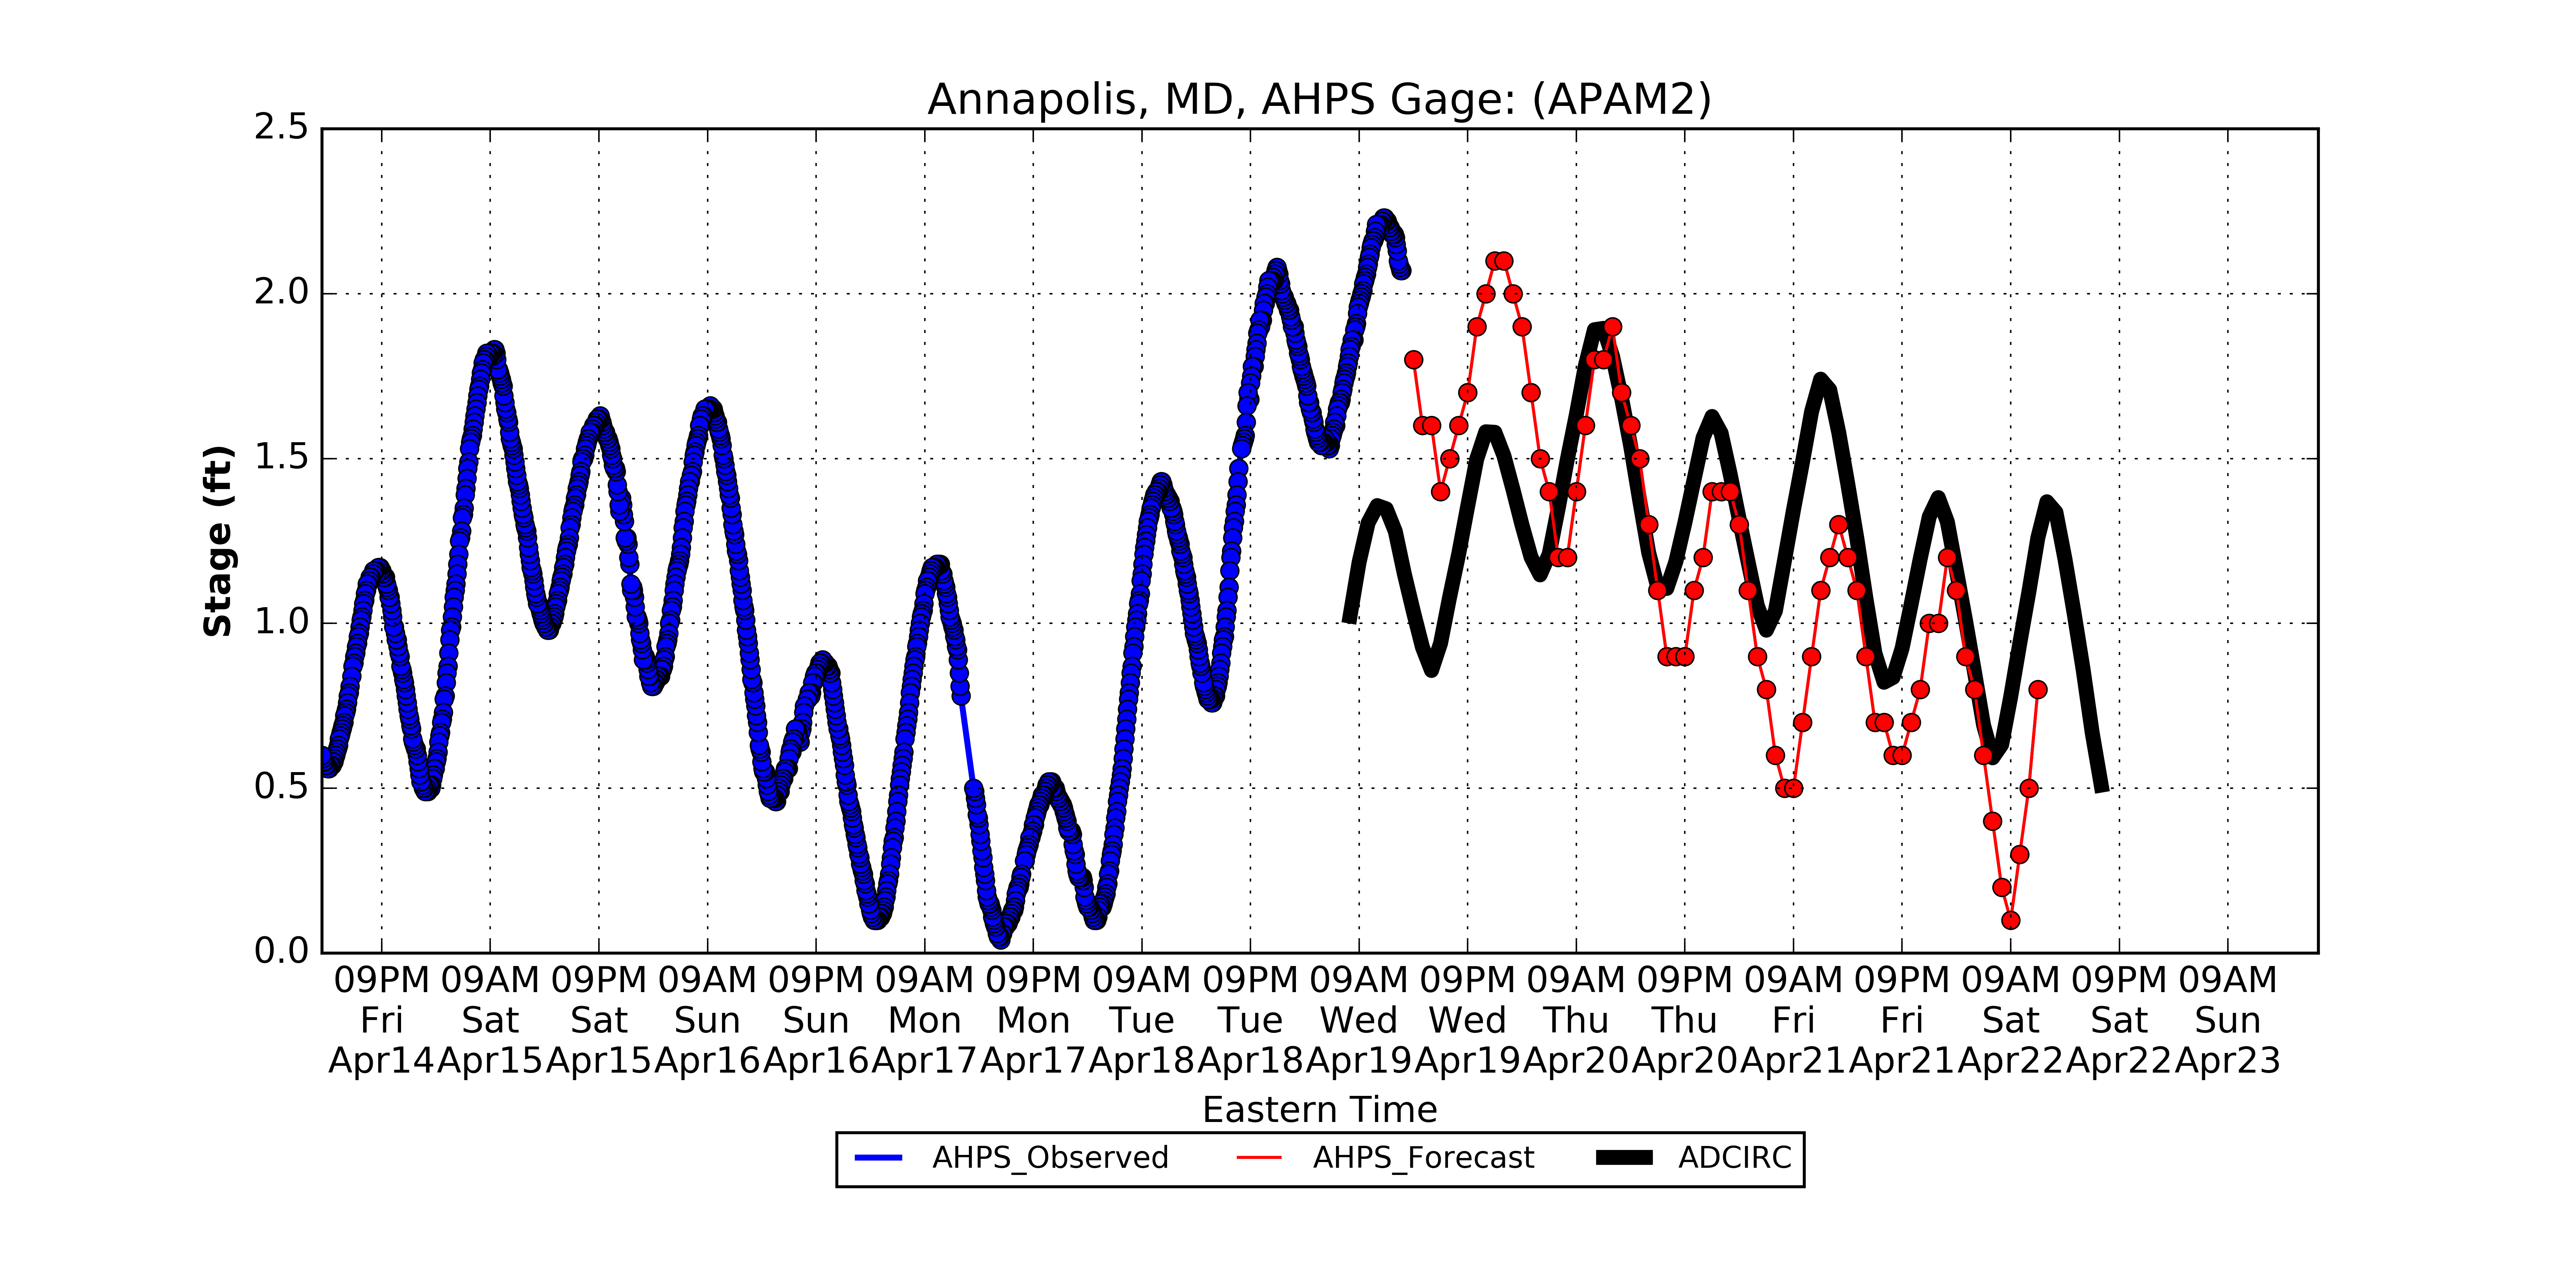 Annapolis, MD, AHPS Gage: (APAM2)
2.5
2.0
1.5
1.0
0.5
0.0
Stage (ft)
09PM 09AM 09PM 09AM 09PM 09AM 09PM 09AM 09PM 09AM 09PM 09AM 09PM 09AM 09PM 09AM 09PM 09AM
Fri Sat Sat Sun Sun Mon Mon Tue Tue Wed Wed Thu Thu Fri Fri Sat Sat Sun
Apr14 Apr15 Apr15 Apr16 Apr16 Apr17 Apr17 Apr18 Apr18 Apr19 Apr19 Apr20 Apr20 Apr21 Apr21 Apr22 Apr22 Apr23
Eastern Time
AHPS_Observed AHPS_Forecast ADCIRC